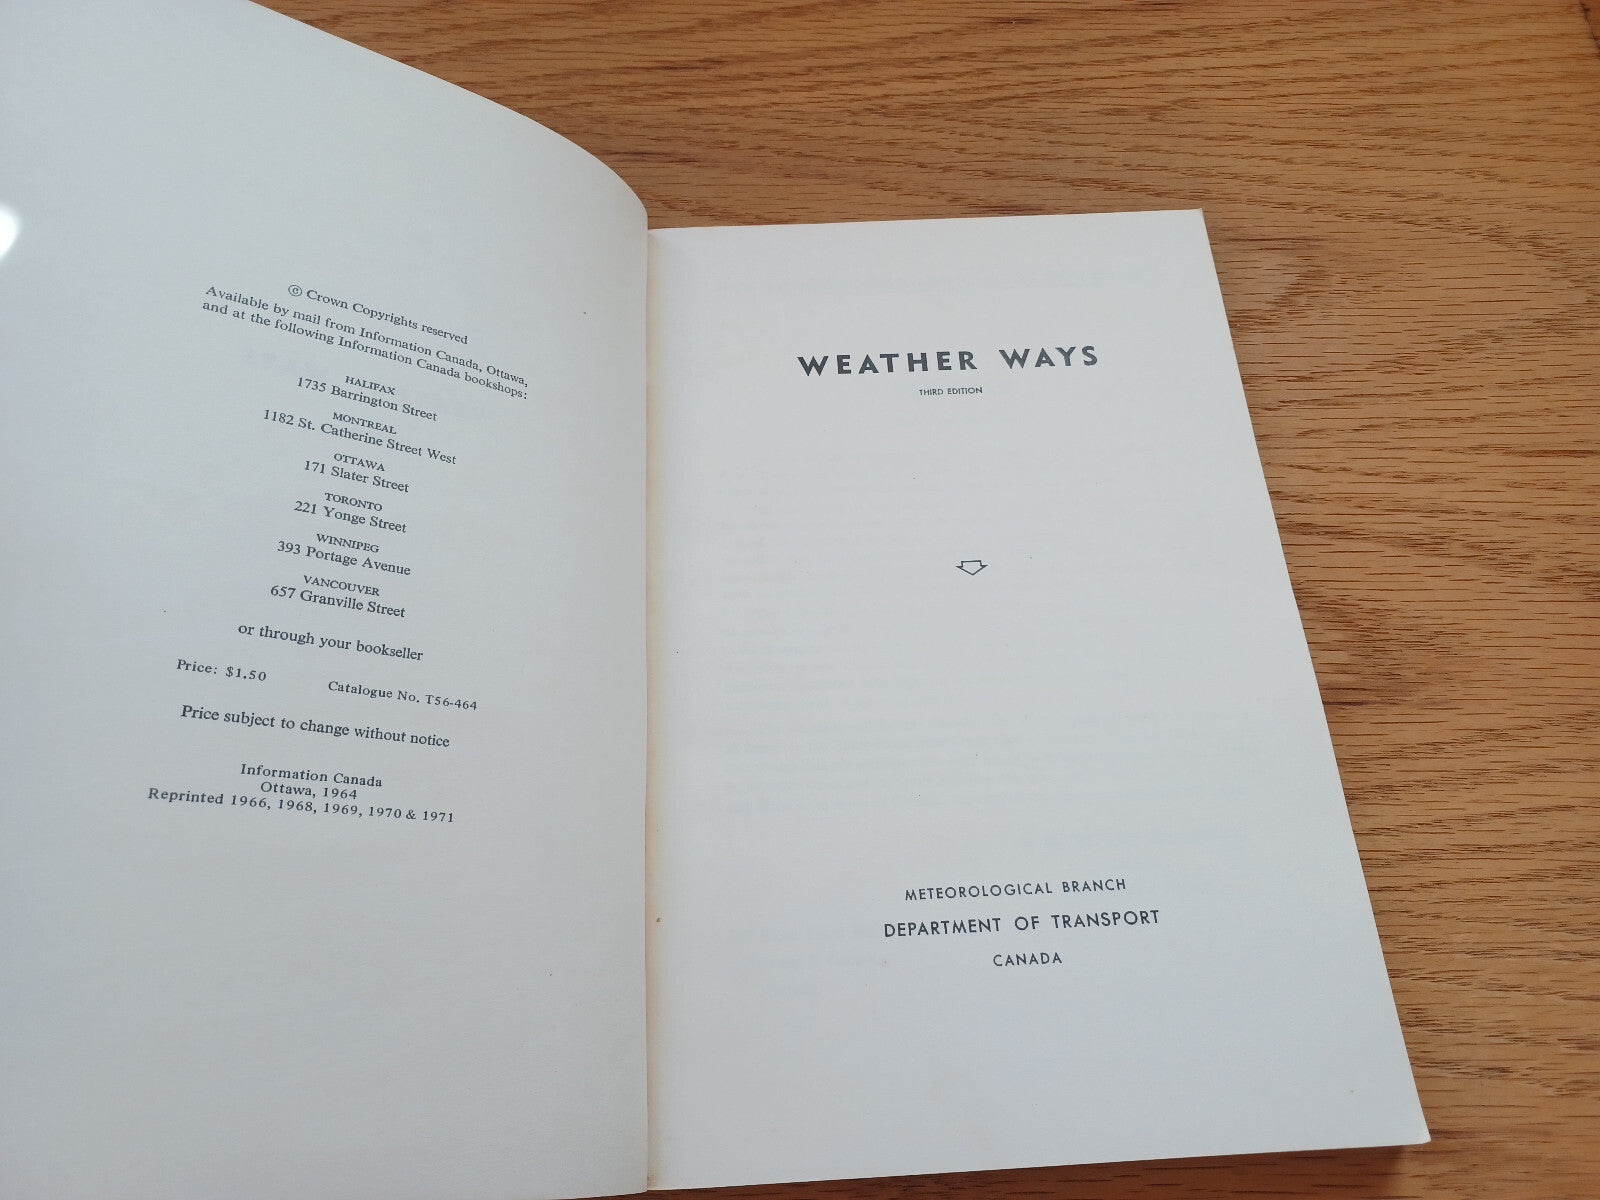 © Crown Copyrights reserved
Available by mail from Information Canada, Ottawa,
and at the following Information Canada bookshops:
HALIFAX
1735 Barrington Street
MONTREAL
1182 St. Catherine Street West
OTTAWA
171 Slater Street
TORONTO
221 Yonge Street
WINNIPEG
393 Portage Avenue
VANCOUVER
657 Granville Street
or through your bookseller
Price: $1.50 Catalogue No. T56-464
Price subject to change without notice
Information Canada
Ottawa, 1964
Reprinted 1966, 1968, 1969, 1970 & 1971
WEATHER WAYS
THIRD EDITION
METEOROLOGICAL BRANCH
DEPARTMENT OF TRANSPORT
CANADA